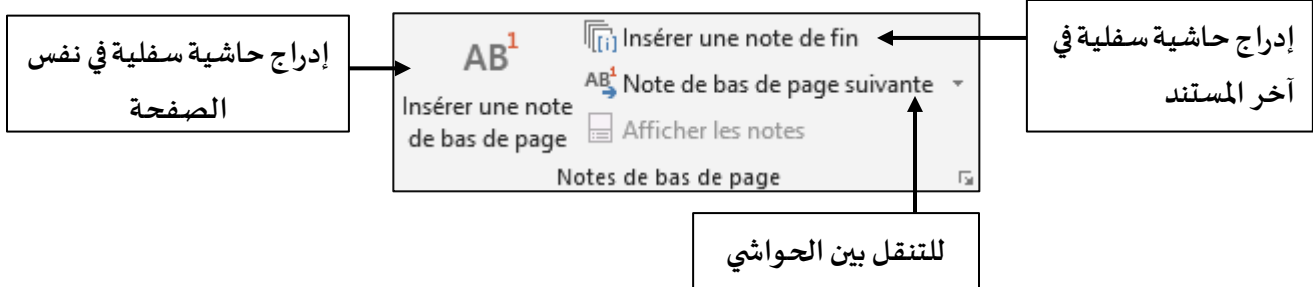 إدراج حاشية سفلية في
آخر المستند
إدراج حاشية سفلية في نفس
الصفحة
AB¹
Insérer une note
de bas de page
[i] Insérer une note de fin
AB¹ Note de bas de page suivante
Afficher les notes
Notes de bas de page
للتنقل بين الحواشي